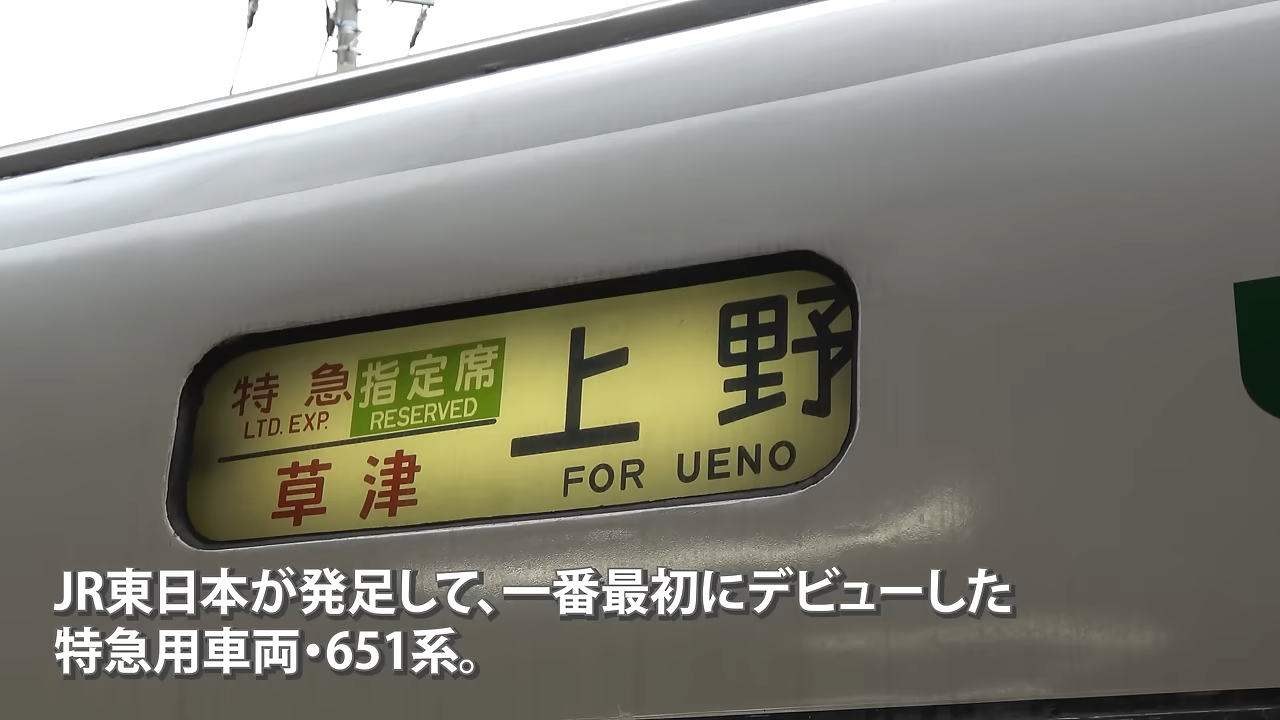 特急 指定席 上野
LTD. EXP. RESERVED
草津 FOR UENO
JR東日本が発足して、一番最初にデビューした
特急用車両・651系。